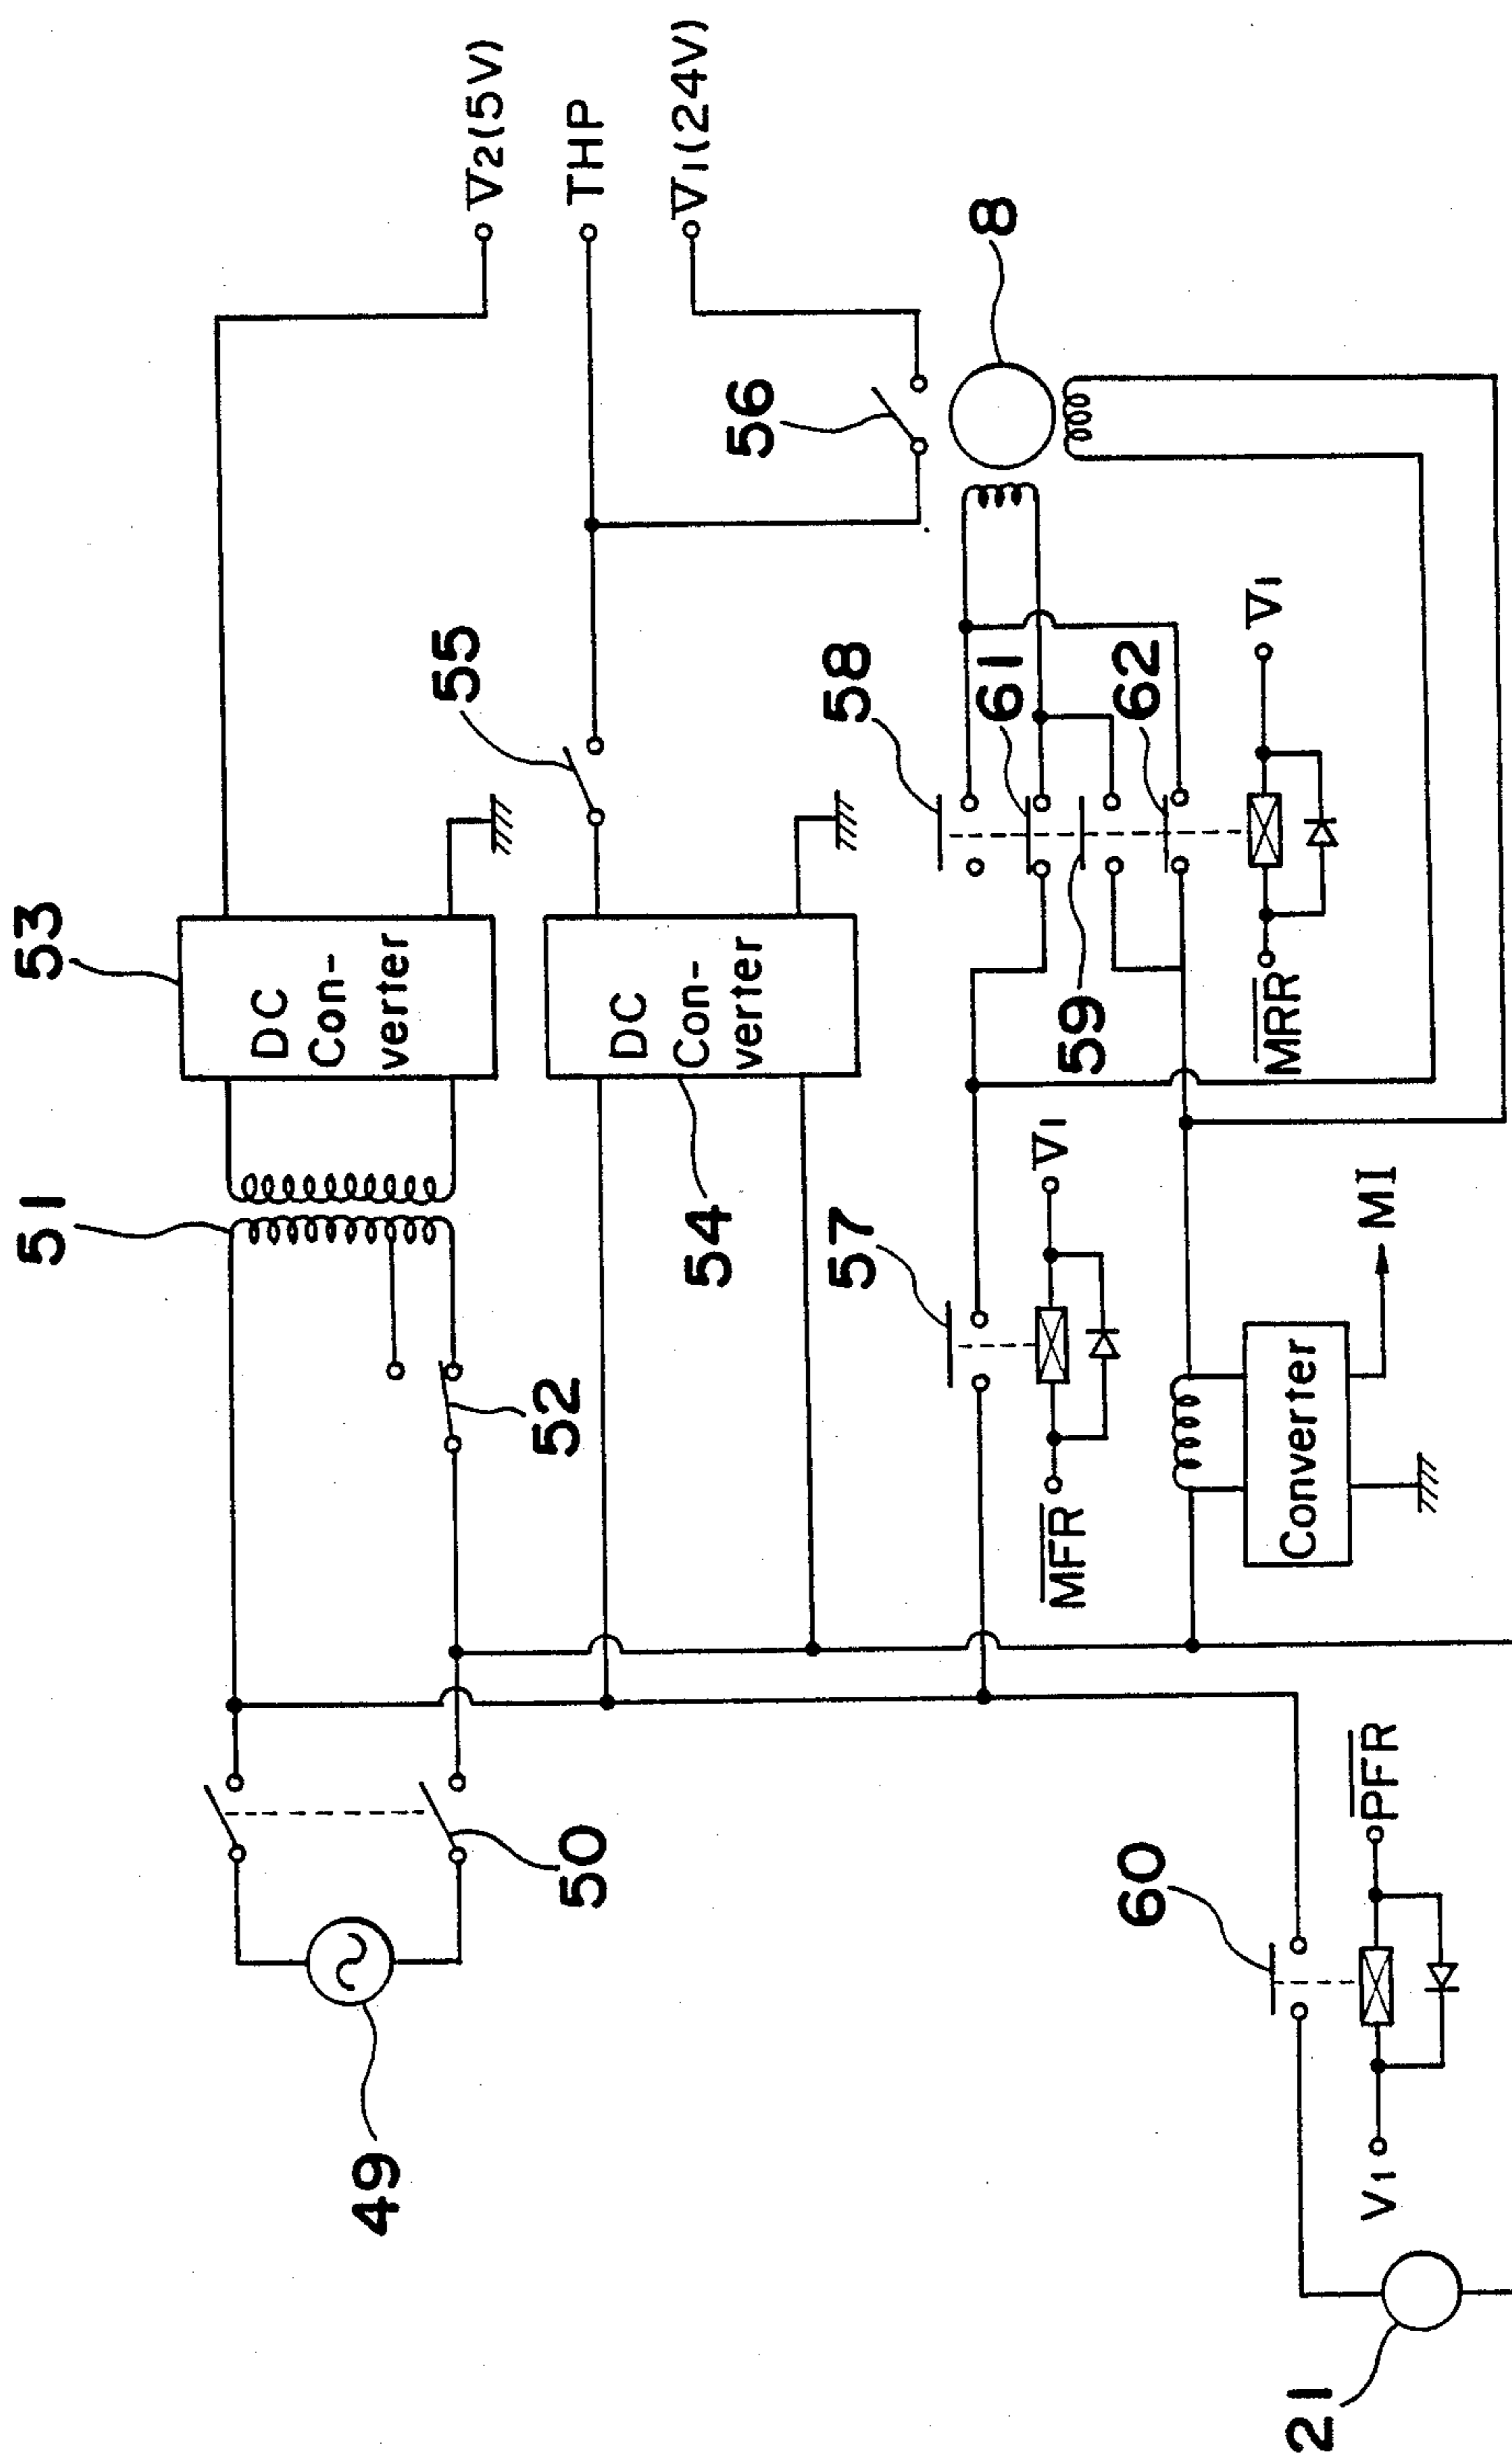 51
53
V2(5V)
DC
Con-
verter
52
55
THP
49
50
54
DC
Con-
verter
V1(24V)
56
57
58
8
MFR
V1
61
59
62
Converter
MI
MRR
V1
60
PFR
V1
21